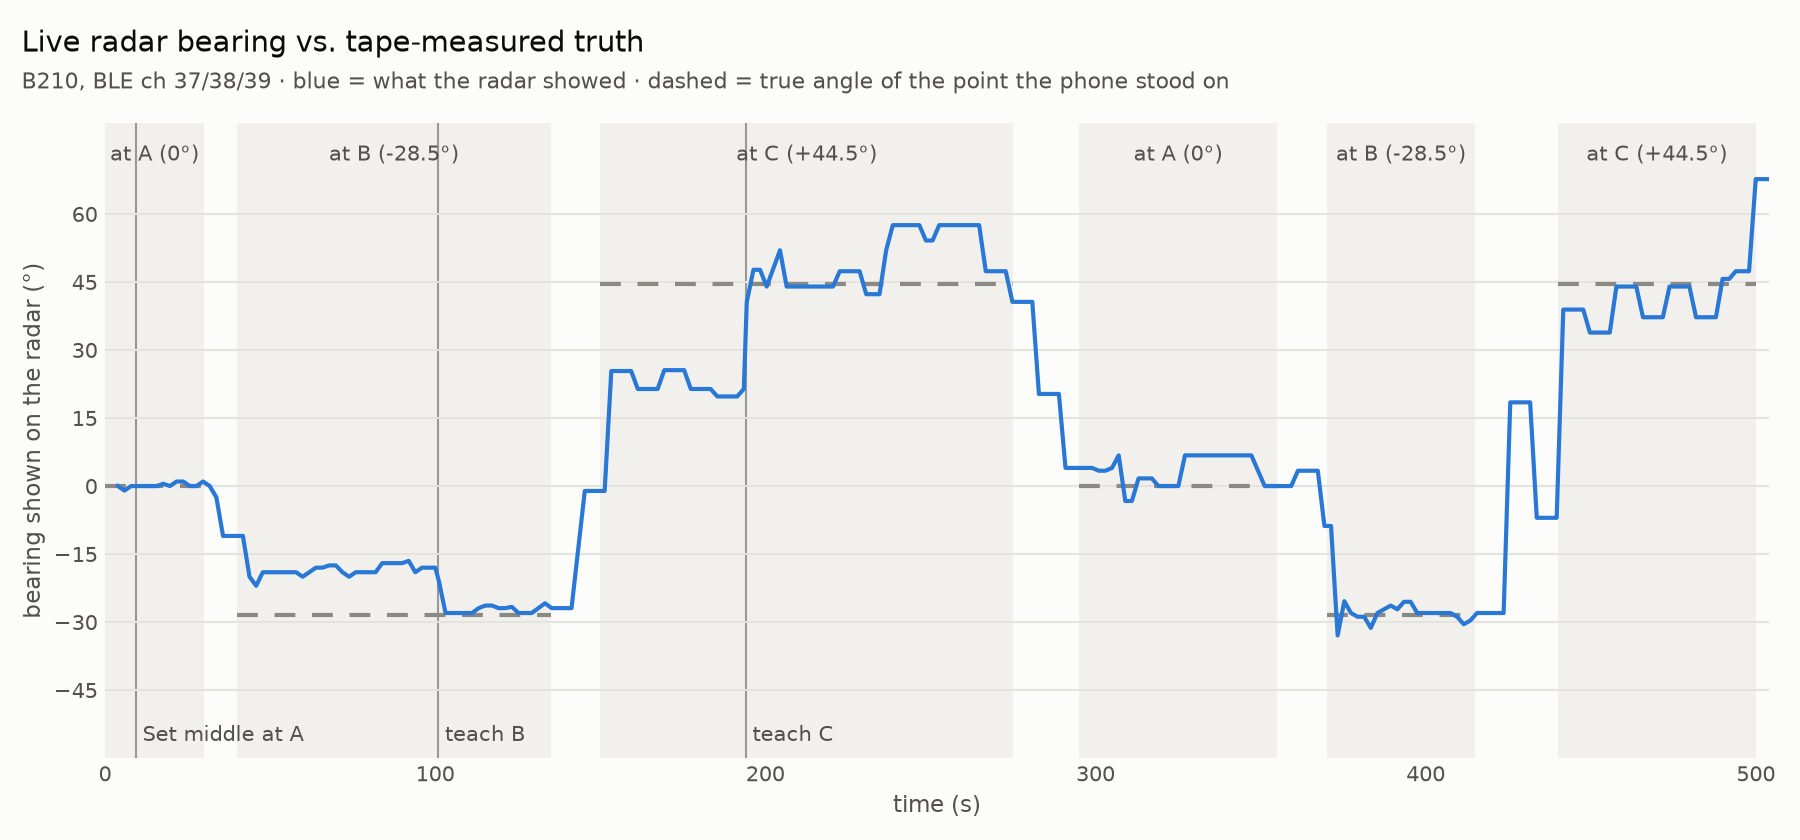 Live radar bearing vs. tape-measured truth
B210, BLE ch 37/38/39 · blue = what the radar showed · dashed = true angle of the point the phone stood on
at A (0°)
at B (-28.5°)
at C (+44.5°)
at A (0°)
at B (-28.5°)
at C (+44.5°)
60
45
30
15
0
−15
−30
−45
bearing shown on the radar (°)
Set middle at A
teach B
teach C
0
100
200
300
400
500
time (s)